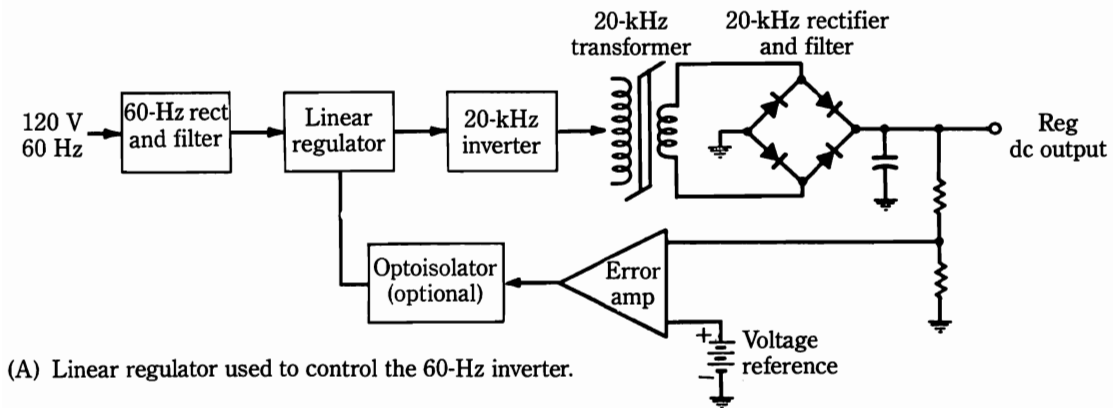 20-kHz
transformer
20-kHz rectifier
and filter
120 V
60 Hz
60-Hz rect
and filter
Linear
regulator
20-kHz
inverter
Reg
dc output
Optoisolator
(optional)
Error
amp
+
-
Voltage
reference
(A) Linear regulator used to control the 60-Hz inverter.